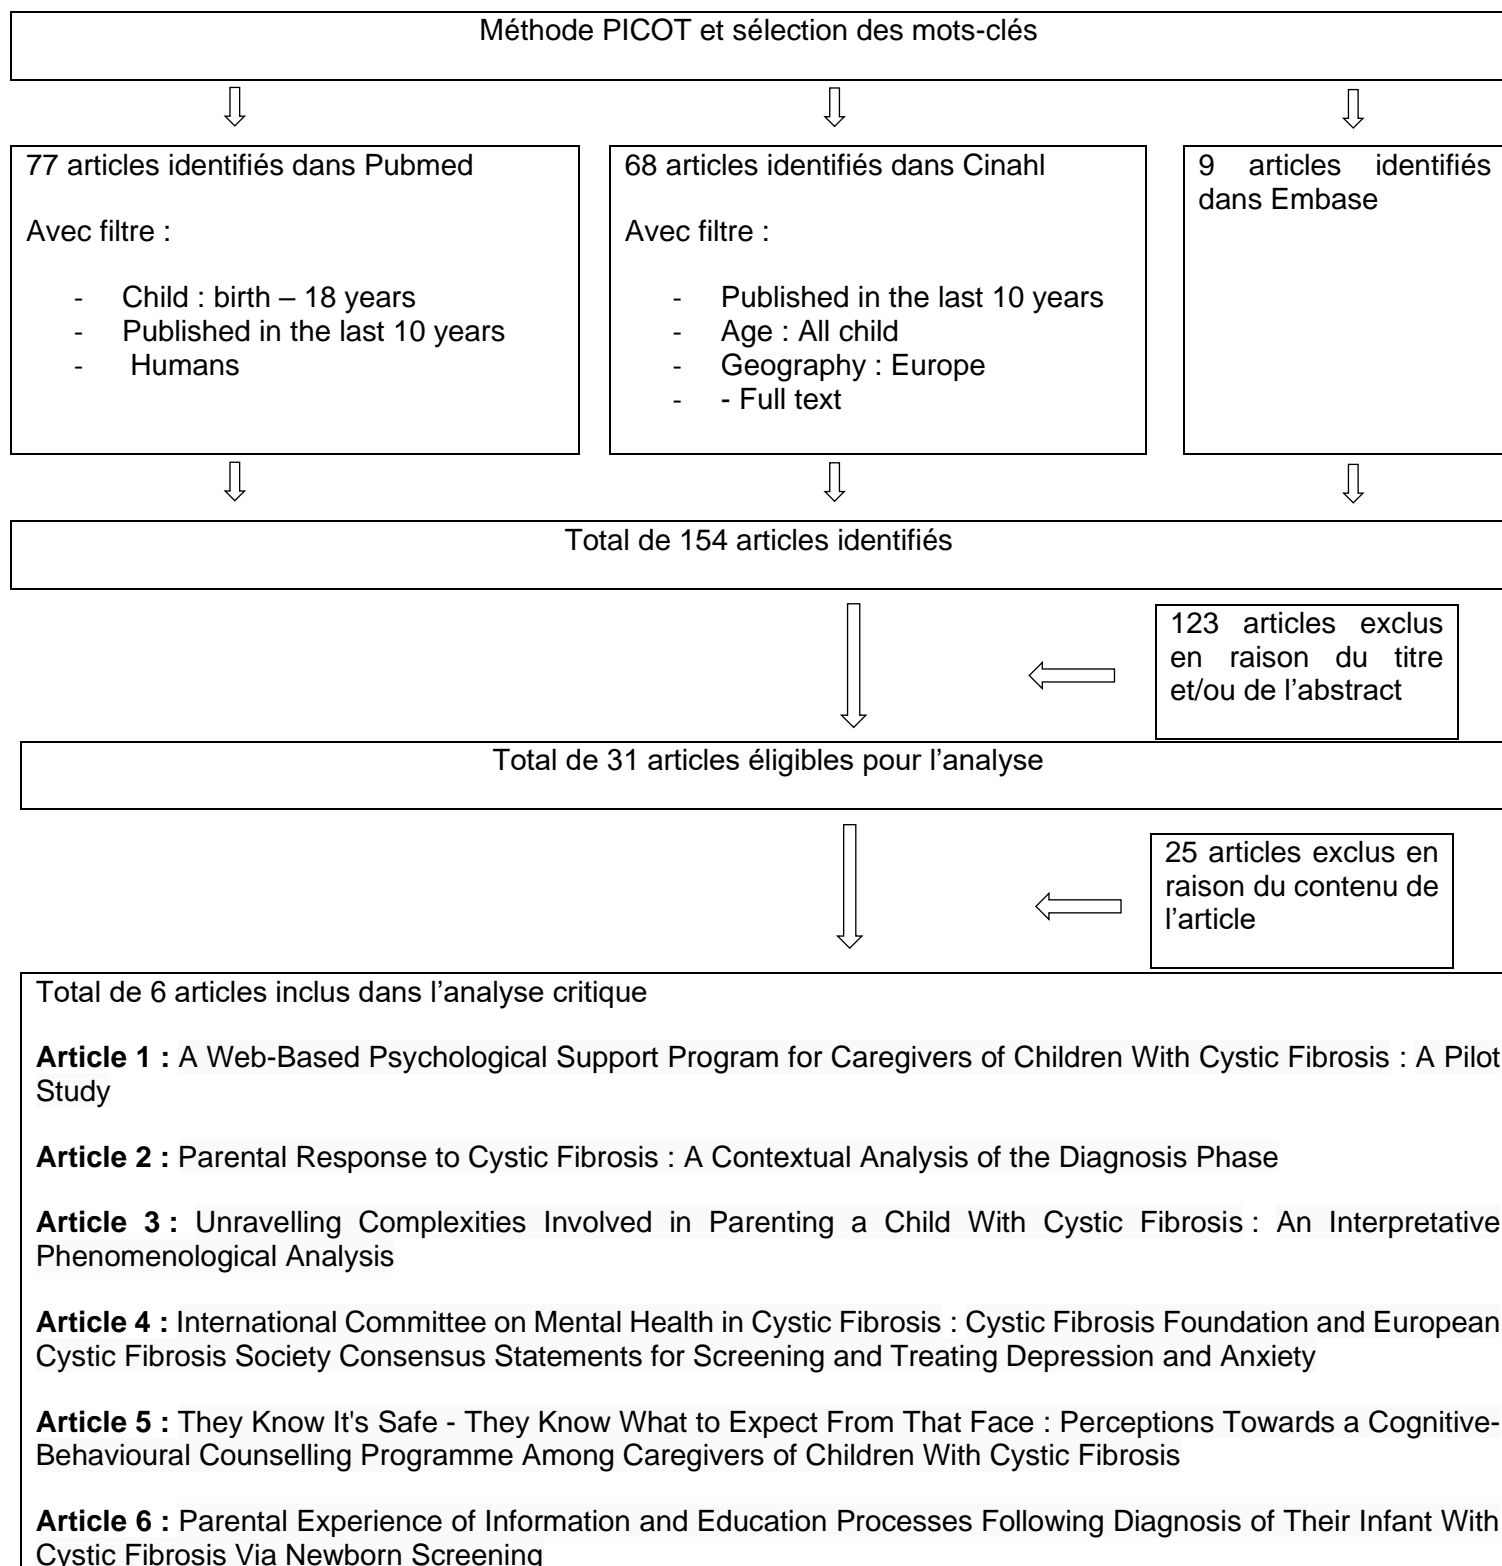 Méthode PICOT et sélection des mots-clés
77 articles identifiés dans Pubmed
Avec filtre :
- Child : birth – 18 years
- Published in the last 10 years
- Humans
68 articles identifiés dans Cinahl
Avec filtre :
- Published in the last 10 years
- Age : All child
- Geography : Europe
- - Full text
9 articles identifiés
dans Embase
Total de 154 articles identifiés
123 articles exclus
en raison du titre
et/ou de l’abstract
Total de 31 articles éligibles pour l’analyse
25 articles exclus en
raison du contenu de
l’article
Total de 6 articles inclus dans l’analyse critique
Article 1 : A Web-Based Psychological Support Program for Caregivers of Children With Cystic Fibrosis : A Pilot
Study
Article 2 : Parental Response to Cystic Fibrosis : A Contextual Analysis of the Diagnosis Phase
Article 3 : Unravelling Complexities Involved in Parenting a Child With Cystic Fibrosis : An Interpretative
Phenomenological Analysis
Article 4 : International Committee on Mental Health in Cystic Fibrosis : Cystic Fibrosis Foundation and European
Cystic Fibrosis Society Consensus Statements for Screening and Treating Depression and Anxiety
Article 5 : They Know It's Safe - They Know What to Expect From That Face : Perceptions Towards a Cognitive-
Behavioural Counselling Programme Among Caregivers of Children With Cystic Fibrosis
Article 6 : Parental Experience of Information and Education Processes Following Diagnosis of Their Infant With
Cystic Fibrosis Via Newborn Screening